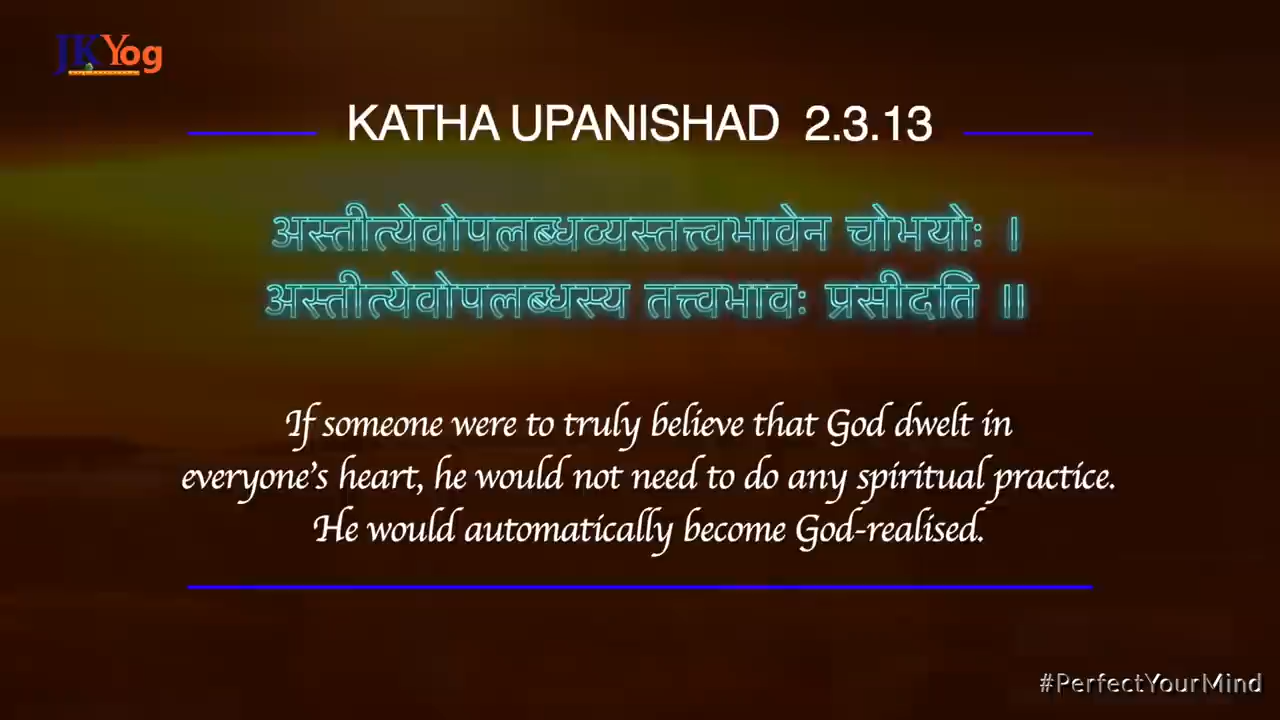 JKYog
KATHA UPANISHAD 2.3.13
अस्तीत्येवोपलब्धव्यस्तत्त्वभावेन चोभयोः ।
अस्तीत्येवोपलब्धस्य तत्त्वभावः प्रसीदति ॥
If someone were to truly believe that God dwelt in
everyone's heart, he would not need to do any spiritual practice.
He would automatically become God-realised.
#PerfectYourMind